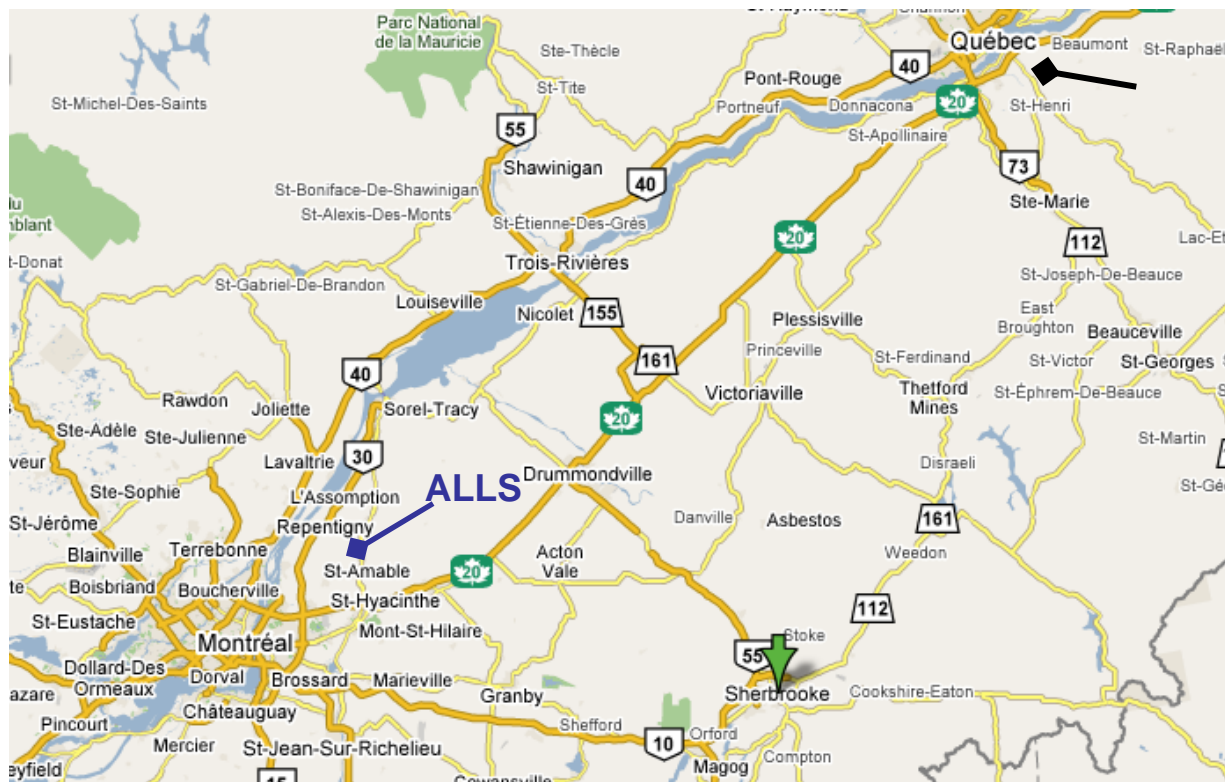 Parc National
de la Mauricie
Ste-Thècle
Québec
Beaumont
St-Raphaël
40
Pont-Rouge
St-Michel-Des-Saints
St-Tite
Portneuf
Donnacona
20
St-Henri
55
St-Apollinaire
Shawinigan
73
40
St-Boniface-De-Shawinigan
Ste-Marie
St-Alexis-Des-Monts
St-Étienne-Des-Grès
20
112
Lac-Et
t-Donat
Trois-Rivières
St-Gabriel-De-Brandon
St-Joseph-De-Beauce
Louiseville
Nicolet
155
Plessisville
East
Broughton
Beauceville
161
Princeville
St-Ferdinand
St-Victor
St-Georges
40
Victoriaville
Thetford
Mines
St-Éphrem-De-Beauce
Rawdon
Joliette
Sorel-Tracy
20
Ste-Adèle
Ste-Julienne
St-Martin
Lavaltrie
30
Drummondville
Disraeli
Ste-Sophie
L'Assomption
ALLS
St-Jérôme
Repentigny
Danville
Asbestos
161
Blainville
Terrebonne
Acton
Vale
Weedon
Boisbriand
Boucherville
St-Amable
20
St-Hyacinthe
112
St-Eustache
Mont-St-Hilaire
Stoke
Montréal
55
Dollard-Des
Ormeaux
Dorval
Brossard
Marieville
Granby
Sherbrooke
Cookshire-Eaton
Châteauguay
Pincourt
Shefford
Orford
Mercier
St-Jean-Sur-Richelieu
10
Compton
Magog
15
Cowansville